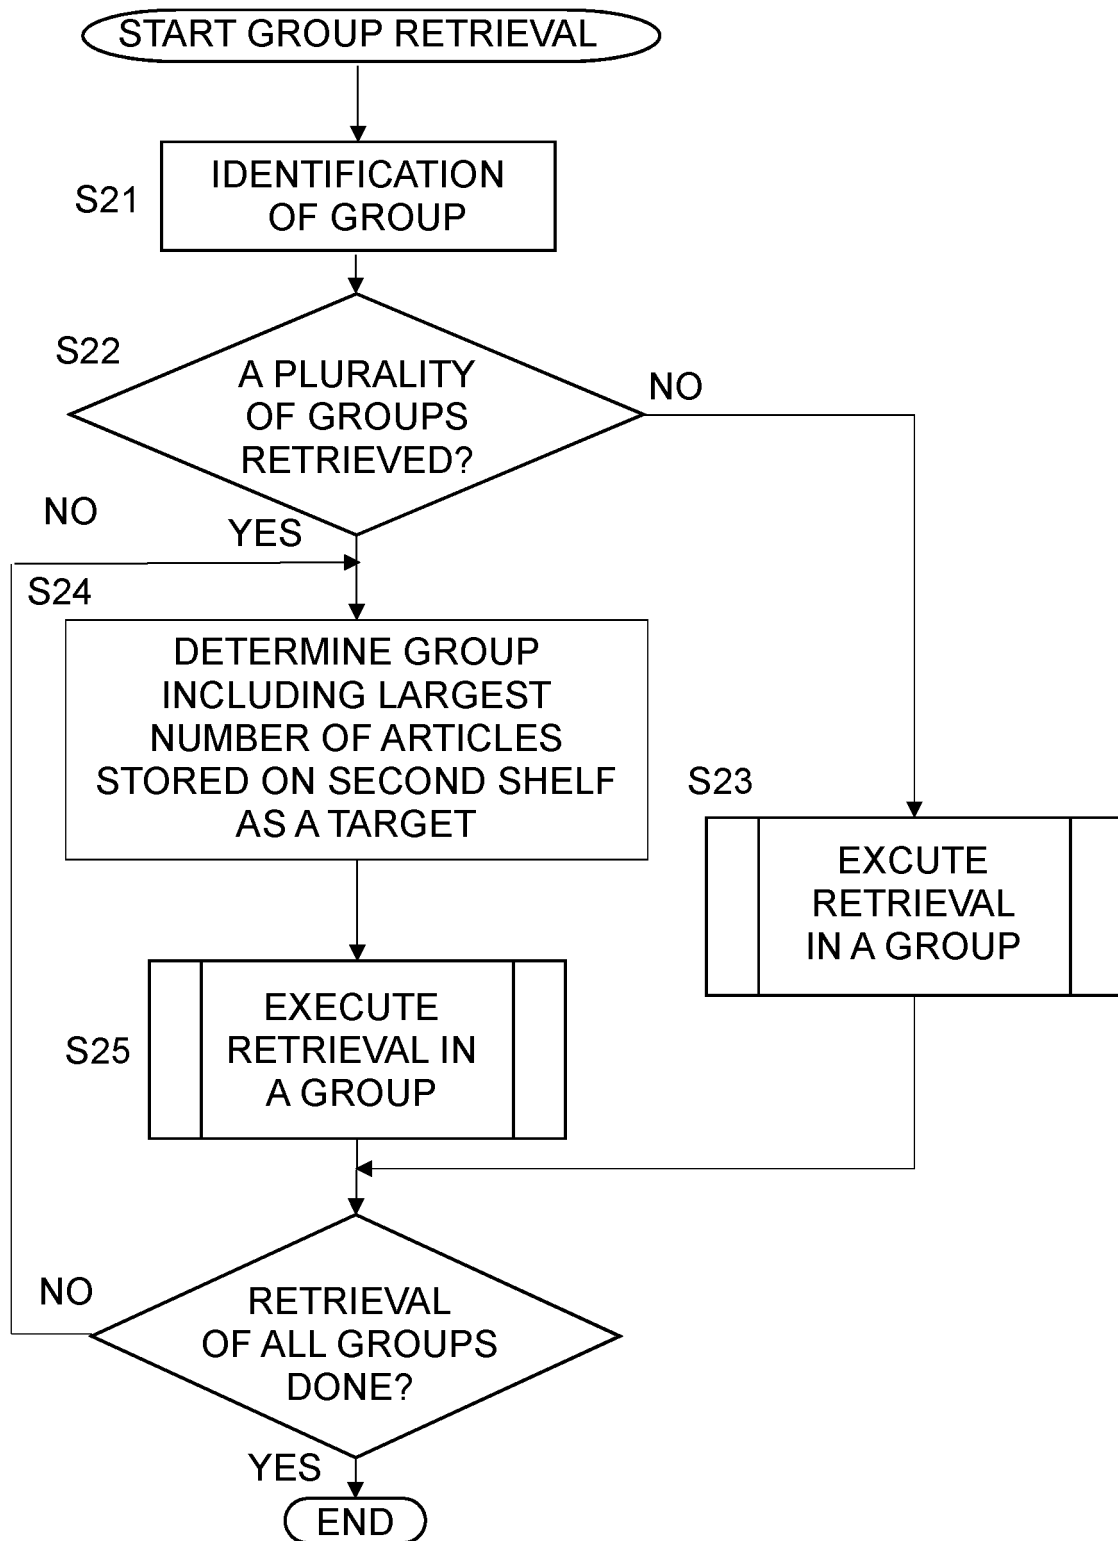 START GROUP RETRIEVAL
S21
IDENTIFICATION
OF GROUP
S22
A PLURALITY
OF GROUPS
RETRIEVED?
NO
NO
YES
S24
DETERMINE GROUP
INCLUDING LARGEST
NUMBER OF ARTICLES
STORED ON SECOND SHELF
AS A TARGET
S23
EXCUTE
RETRIEVAL
IN A GROUP
S25
EXECUTE
RETRIEVAL IN
A GROUP
NO
RETRIEVAL
OF ALL GROUPS
DONE?
YES
END